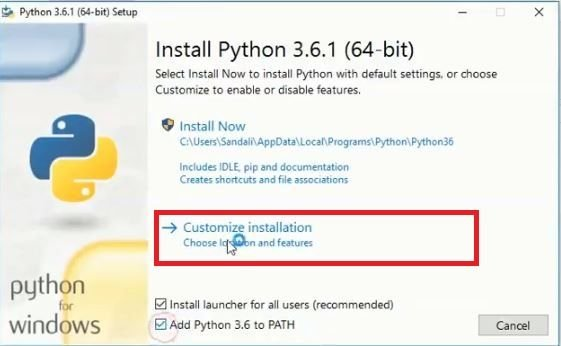 Python 3.6.1 (64-bit) Setup
Install Python 3.6.1 (64-bit)
Select Install Now to install Python with default settings, or choose
Customize to enable or disable features.
Install Now
C:\Users\Sandali\AppData\Local\Programs\Python\Python36
Includes IDLE, pip and documentation
Creates shortcuts and file associations
Customize installation
Choose location and features
python
for
windows
Install launcher for all users (recommended)
Add Python 3.6 to PATH
Cancel